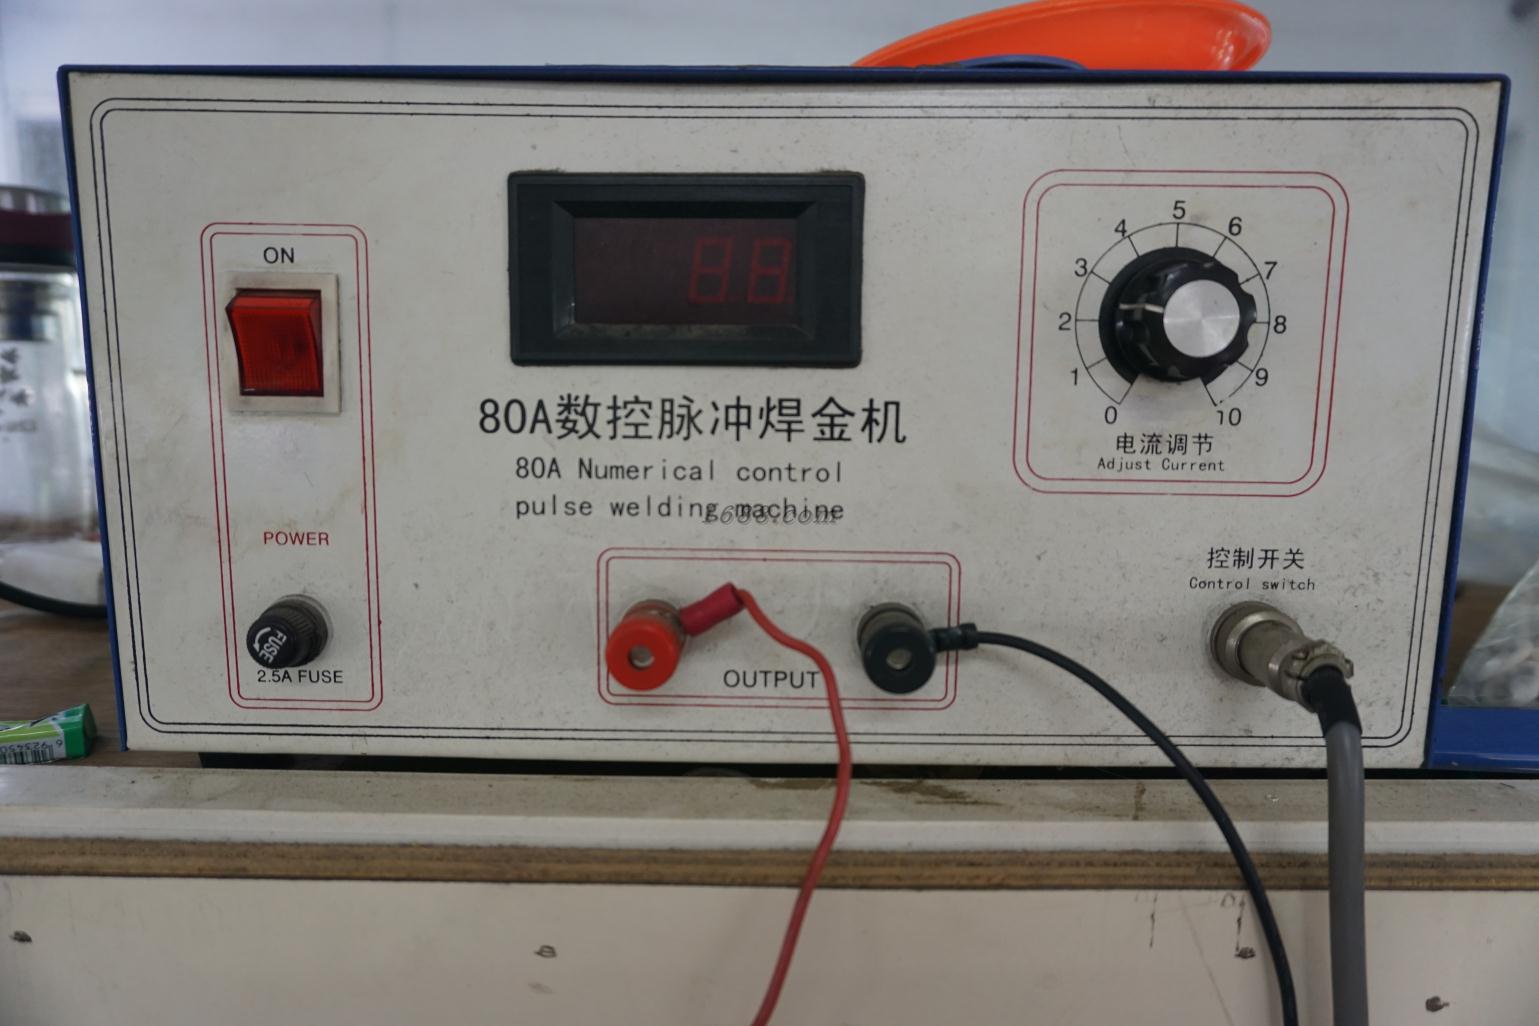 ON
POWER
FUSE
2.5A FUSE
80A数控脉冲焊金机
80A Numerical control
pulse welding machine
1688.com
OUTPUT
0
1
2
3
4
5
6
7
8
9
10
电流调节
Adjust Current
控制开关
Control switch